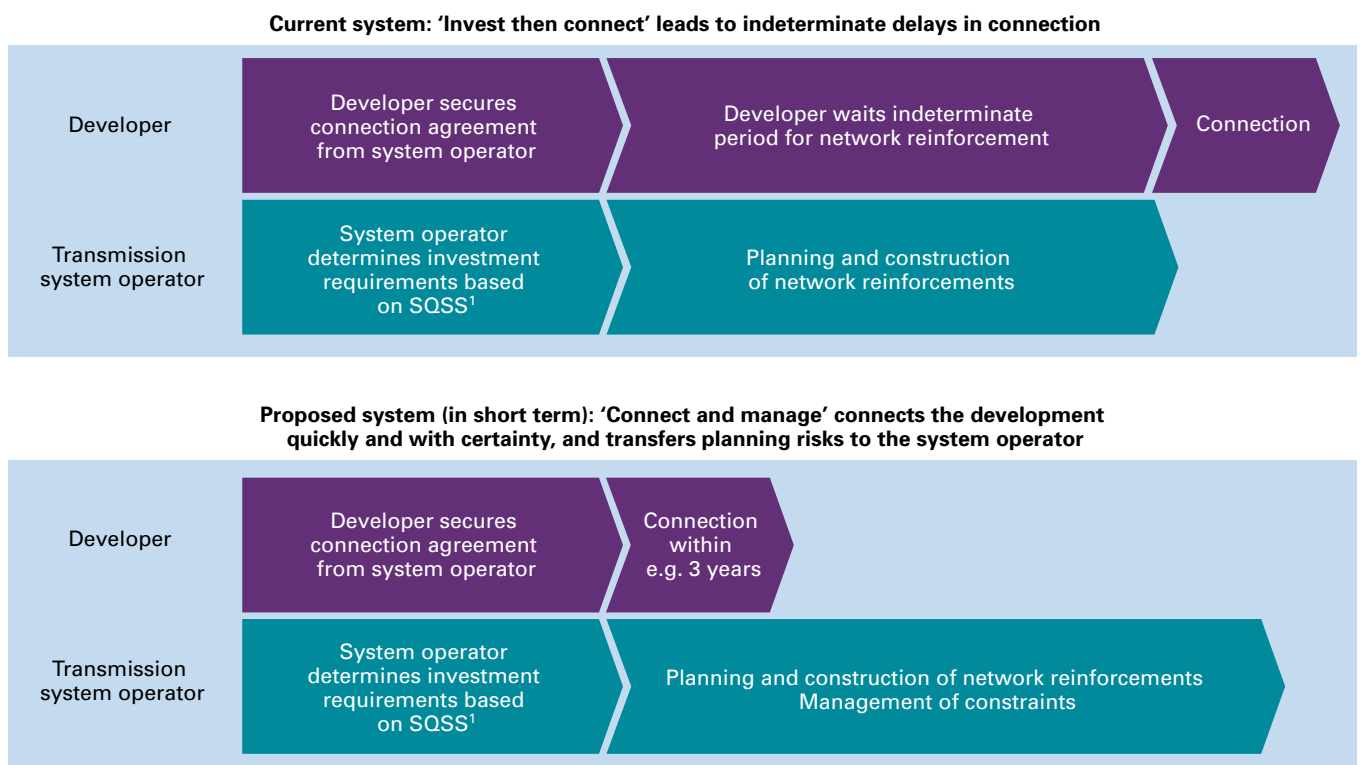 Current system: ‘Invest then connect’ leads to indeterminate delays in connection
Developer
Developer secures
connection agreement
from system operator
Developer waits indeterminate
period for network reinforcement
Connection
Transmission
system operator
System operator
determines investment
requirements based
on SQSS1
Planning and construction
of network reinforcements
Proposed system (in short term): ‘Connect and manage’ connects the development
quickly and with certainty, and transfers planning risks to the system operator
Developer
Developer secures
connection agreement
from system operator
Connection
within
e.g. 3 years
Transmission
system operator
System operator
determines investment
requirements based
on SQSS1
Planning and construction of network reinforcements
Management of constraints